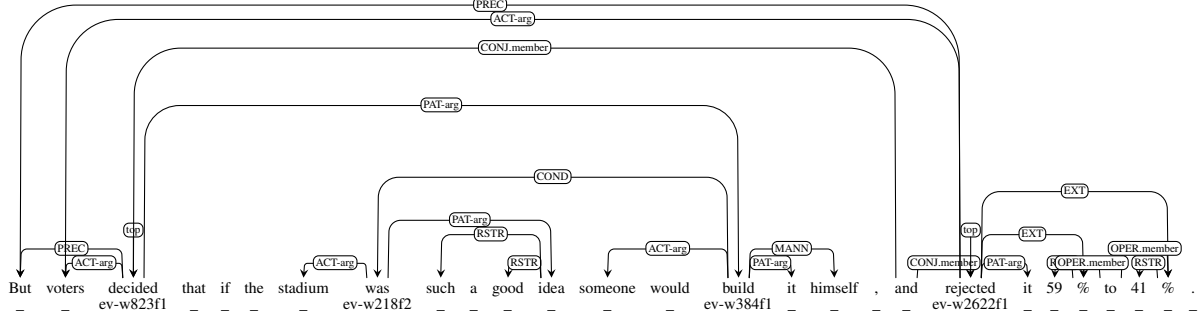 PREC
ACT-arg
CONJ.member
PAT-arg
COND
EXT
PAT-arg
top RSTR top EXT
PREC ACT-arg MANN OPER.member
ACT-arg ACT-arg RSTR CONJ.member PAT-arg PAT-arg OPER.member RSTR
But voters decided that if the stadium was such a good idea someone would build it himself , and rejected it 59 % to 41 % .
ev-w823f1 ev-w218f2 ev-w384f1 ev-w2622f1
_ _ _ _ _ _ _ _ _ _ _ _ _ _ _ _ _ _ _ _ _ _ _